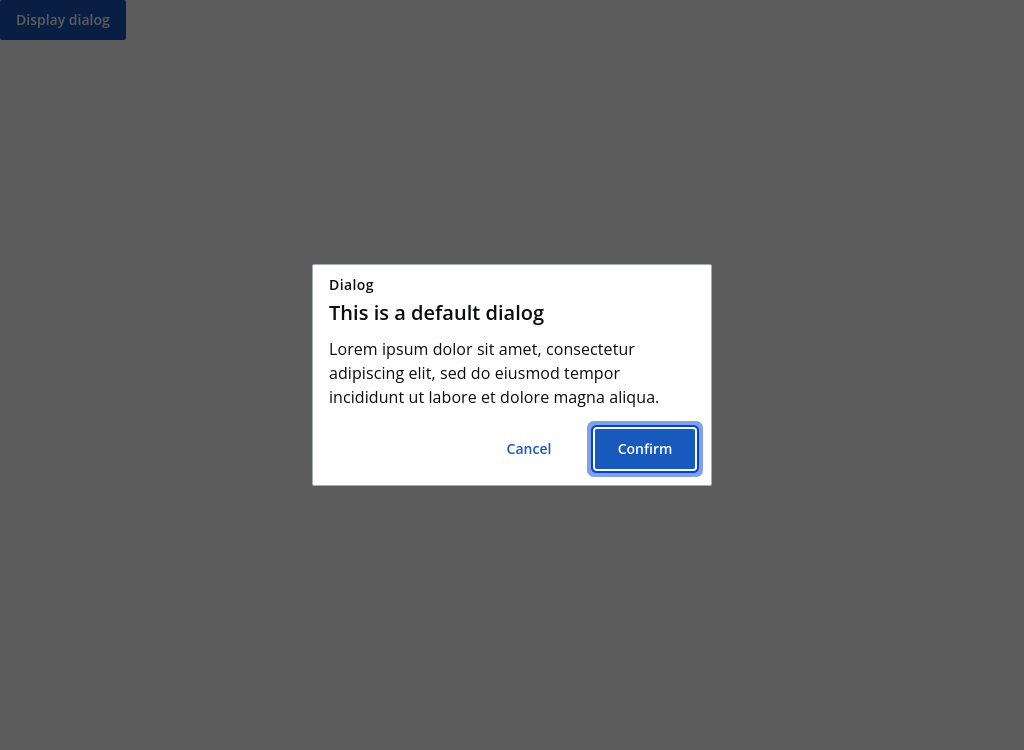 Display dialog
Dialog
This is a default dialog
Lorem ipsum dolor sit amet, consectetur
adipiscing elit, sed do eiusmod tempor
incididunt ut labore et dolore magna aliqua.
Cancel
Confirm